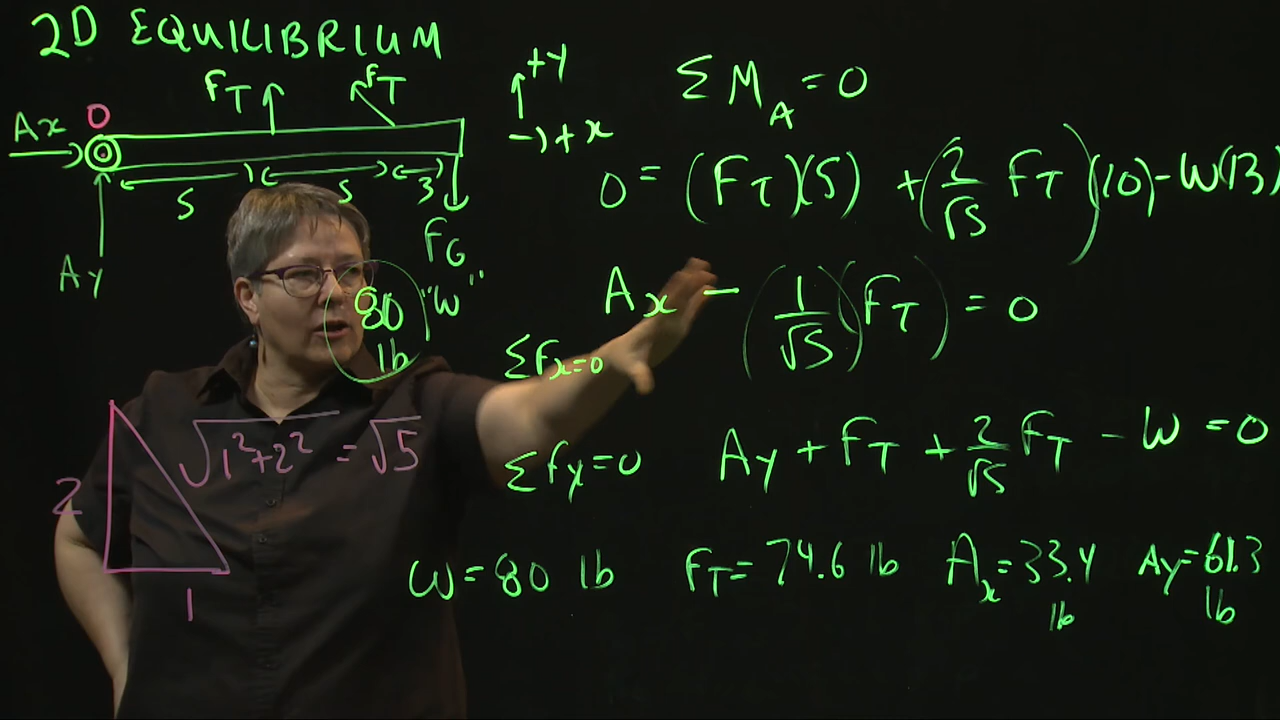 2D EQUILIBRIUM
FT
FT
+y
+x
Ax
0
5
5
3
Ay
FG
"W"
80
lb
ΣM_A = 0
0 = (FT)(5) + (2/√5 FT)(10) - W(13)
Ax - (1/√5)(FT) = 0
ΣFx=0
ΣFy=0 Ay + FT + 2/√5 FT - W = 0
√1²+2² = √5
2
1
W = 80 lb FT = 74.6 lb Ax = 33.4 lb Ay = 61.3 lb